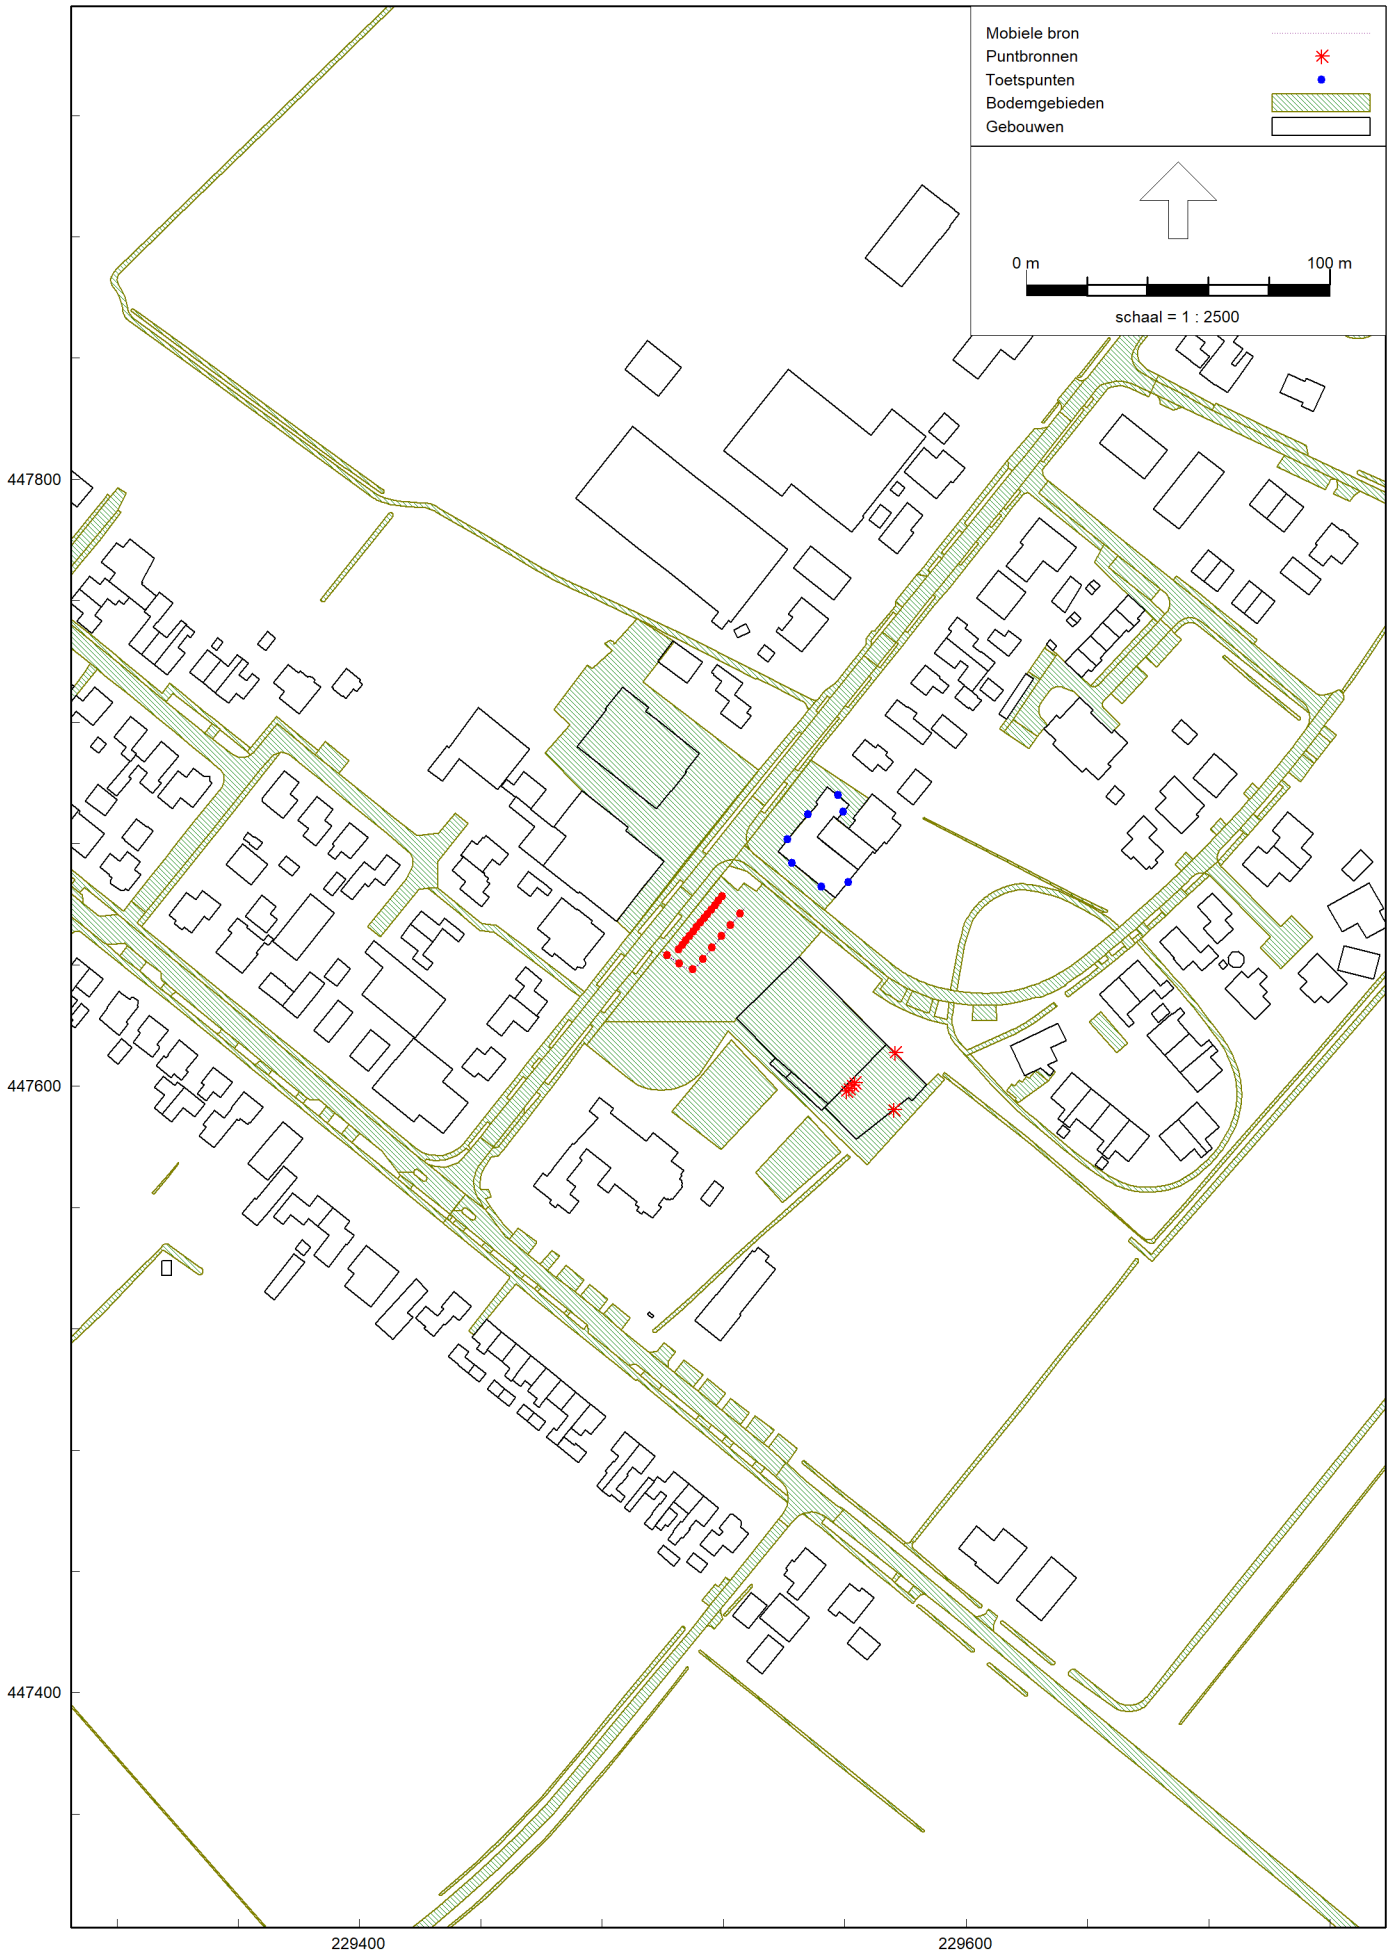 Mobiele bron
Puntbronnen
Toetspunten
Bodemgebieden
Gebouwen
0 m 100 m
schaal = 1 : 2500
447800
447600
447400
229400 229600